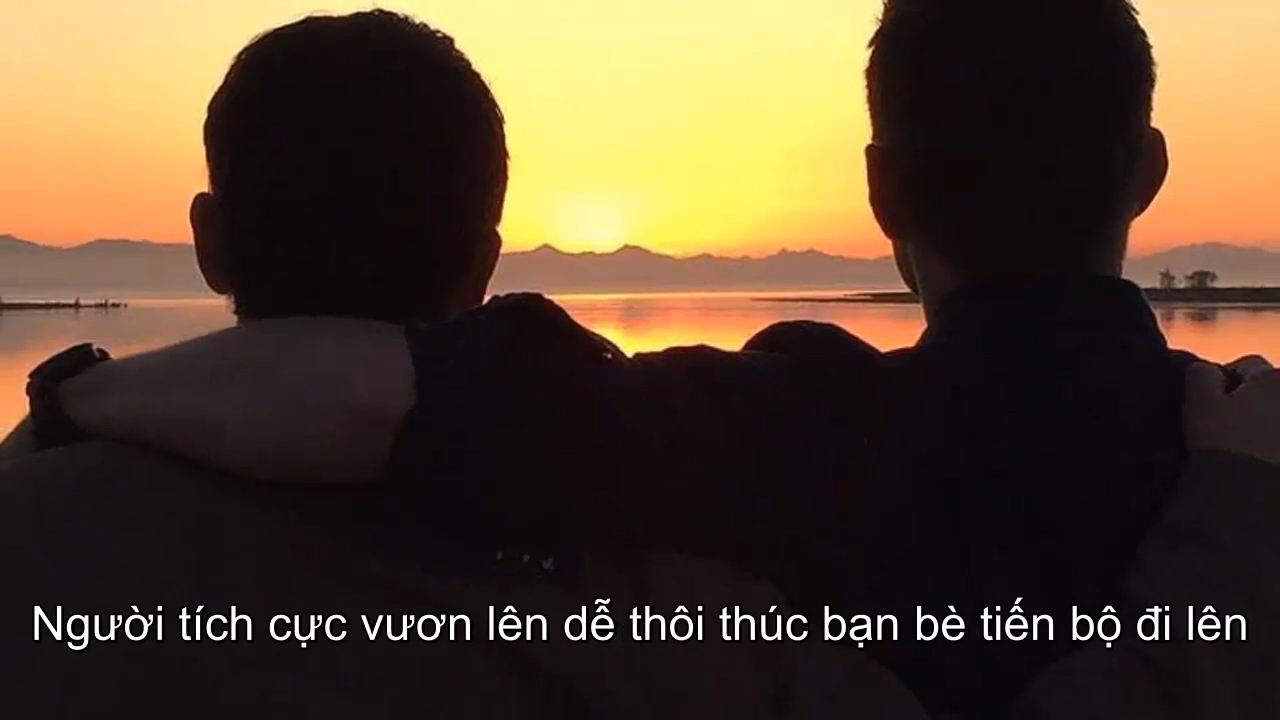 Người tích cực vươn lên dễ thôi thúc bạn bè tiến bộ đi lên